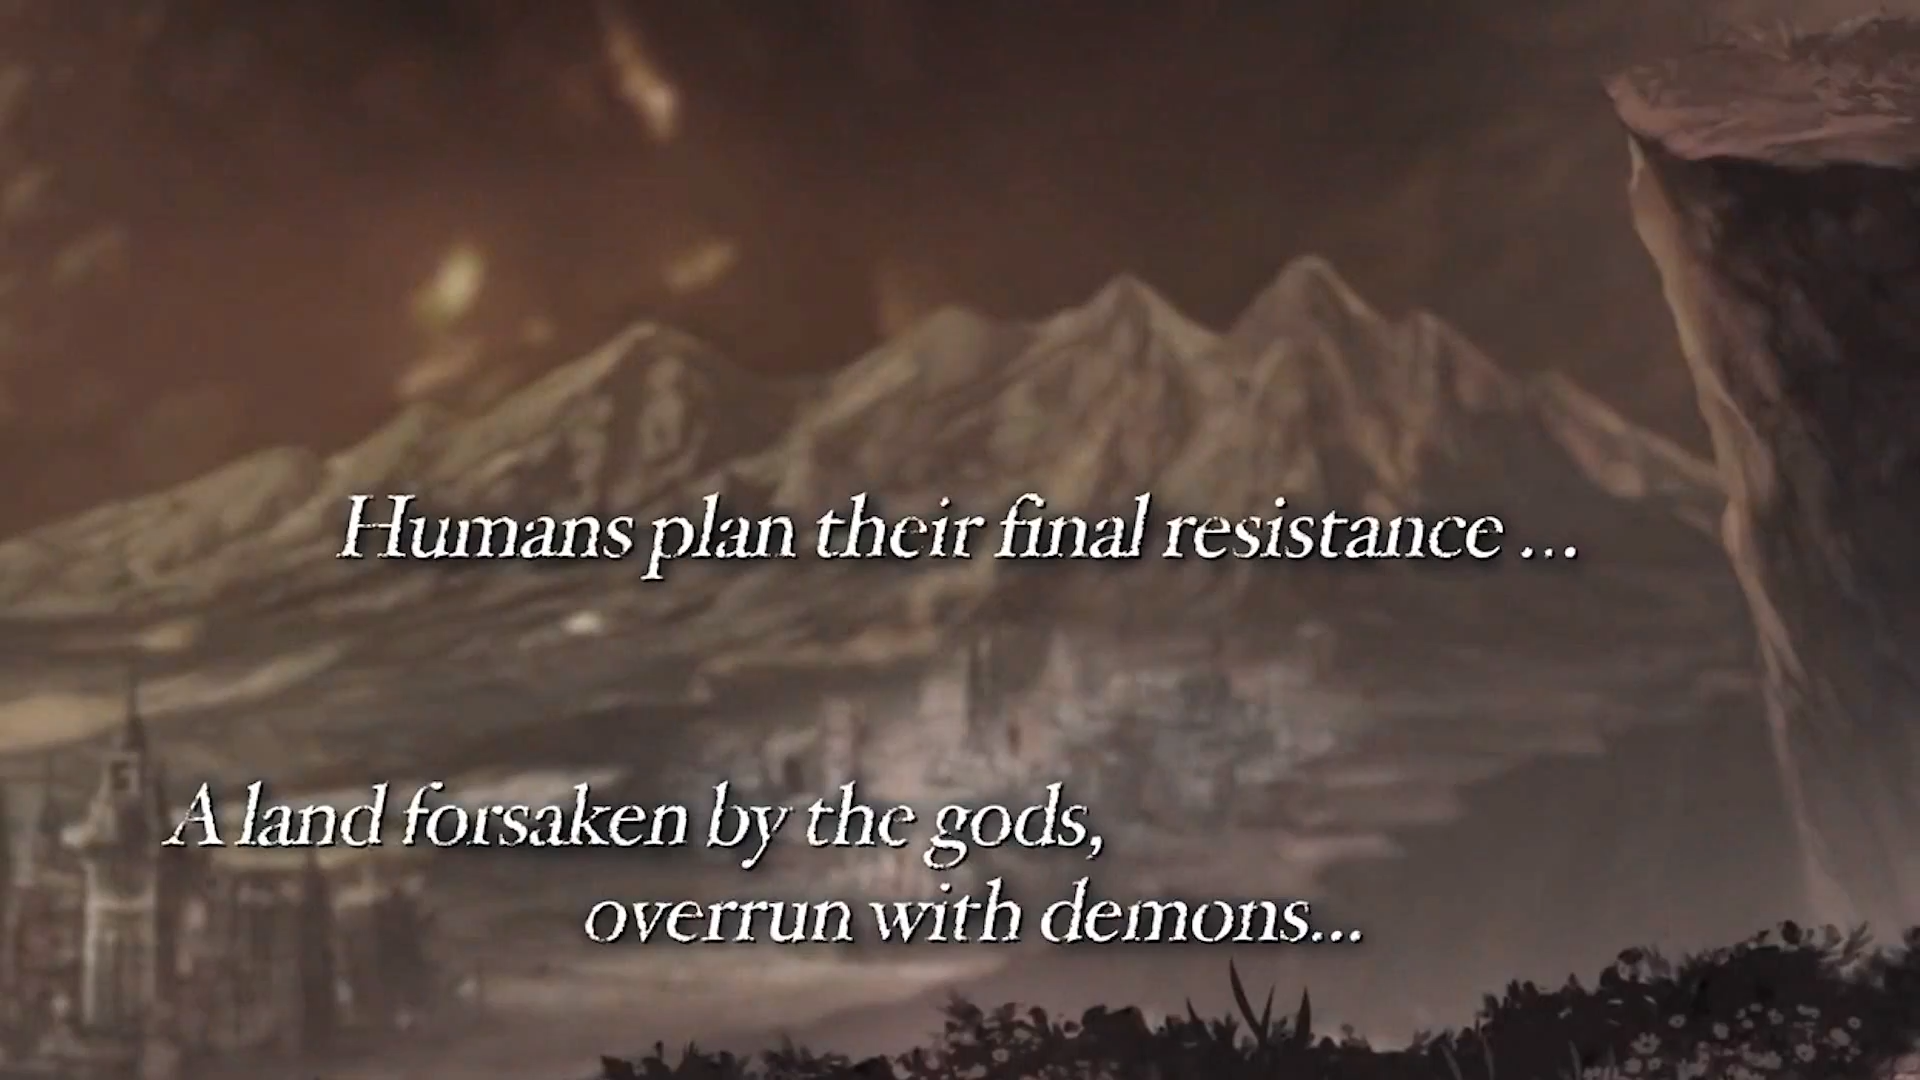 Humans plan their final resistance ...
A land forsaken by the gods,
overrun with demons...